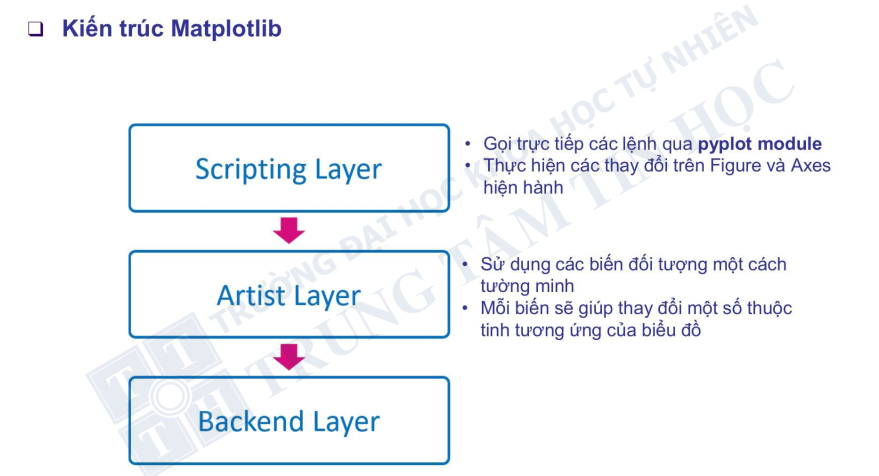 Kiến trúc Matplotlib
Scripting Layer
• Gọi trực tiếp các lệnh qua pyplot module
• Thực hiện các thay đổi trên Figure và Axes
hiện hành
Artist Layer
• Sử dụng các biến đối tượng một cách
tường minh
• Mỗi biến sẽ giúp thay đổi một số thuộc
tinh tương ứng của biểu đồ
Backend Layer
TRƯỜNG ĐẠI HỌC KHOA HỌC TỰ NHIÊN
TRUNG TÂM TIN HỌC
T T
T H